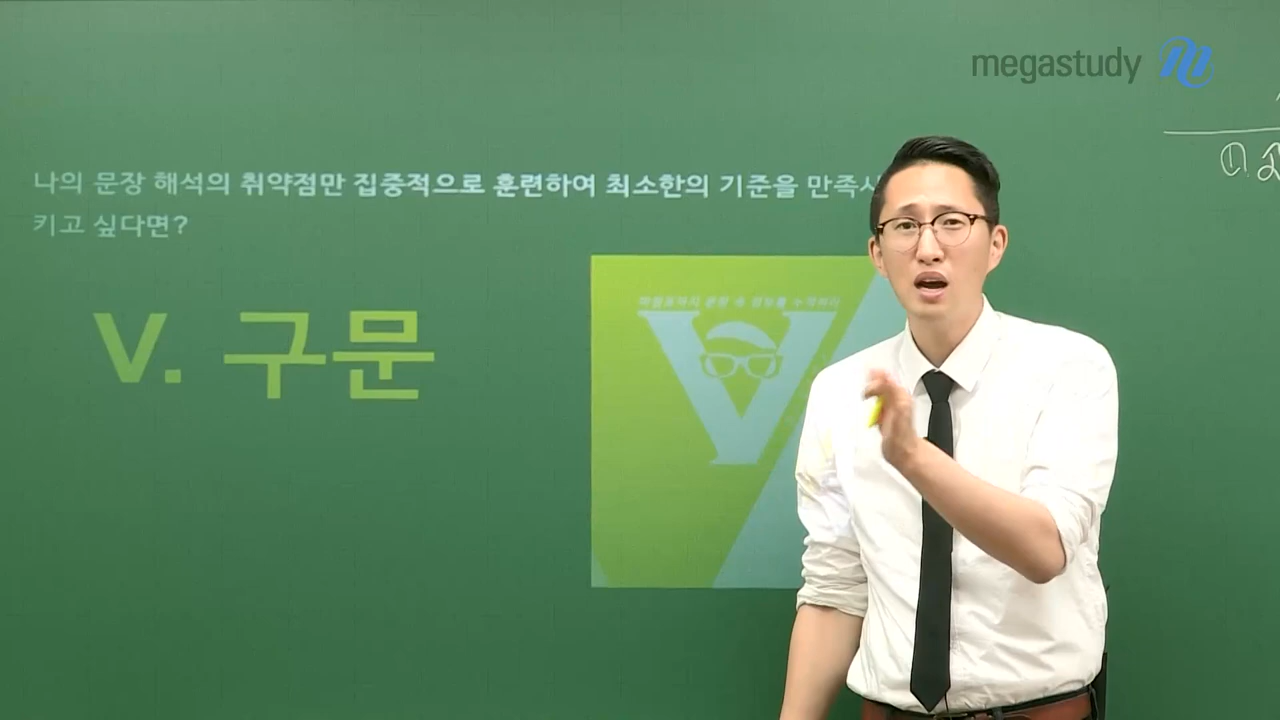 megastudy
나의 문장 해석의 취약점만 집중적으로 훈련하여 최소한의 기준을 만족시
키고 싶다면?
V. 구문
V
①